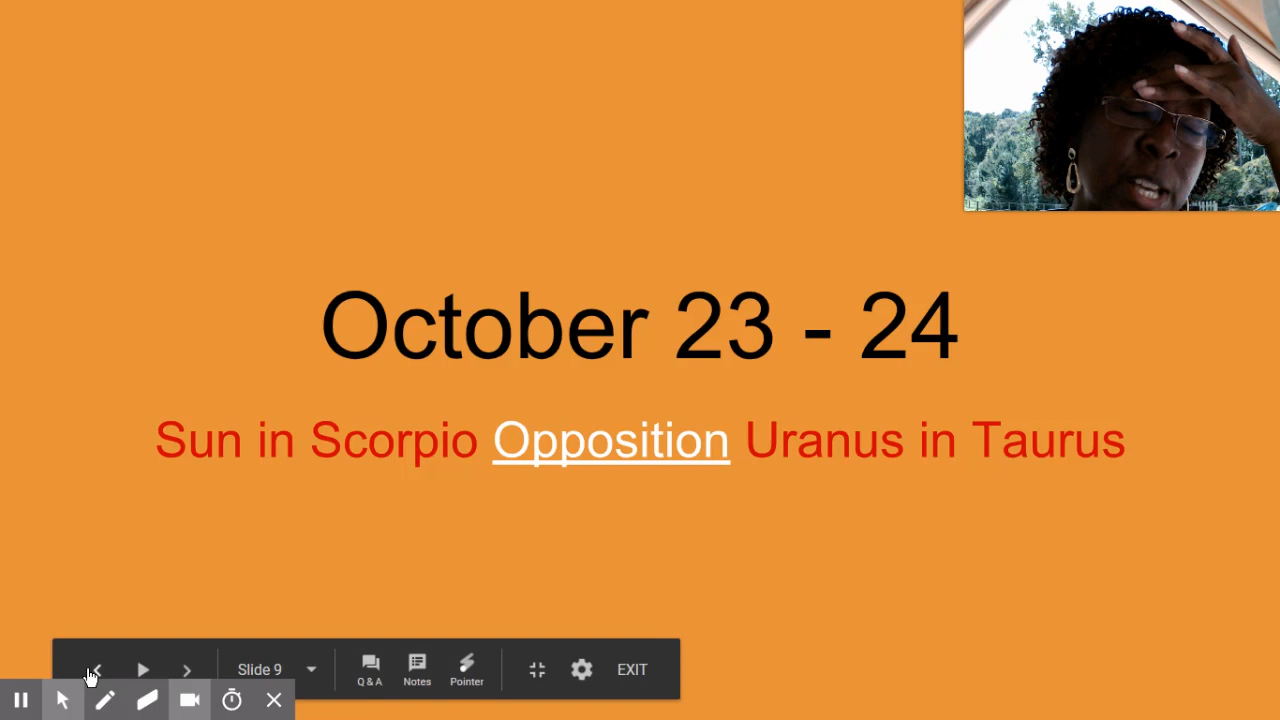 October 23 - 24
Sun in Scorpio Opposition Uranus in Taurus
Slide 9
Q & A
Notes
Pointer
EXIT